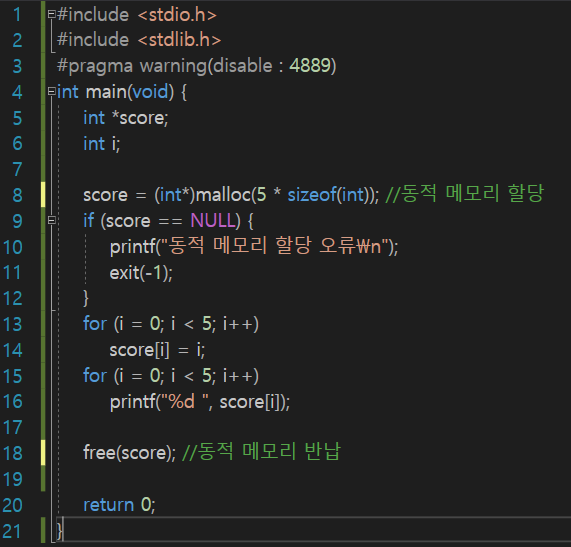 1 #include <stdio.h>
2 #include <stdlib.h>
3 #pragma warning(disable : 4889)
4 int main(void) {
5 int *score;
6 int i;
7
8 score = (int*)malloc(5 * sizeof(int)); //동적 메모리 할당
9 if (score == NULL) {
10 printf("동적 메모리 할당 오류₩n");
11 exit(-1);
12 }
13 for (i = 0; i < 5; i++)
14 score[i] = i;
15 for (i = 0; i < 5; i++)
16 printf("%d ", score[i]);
17
18 free(score); //동적 메모리 반납
19
20 return 0;
21 }